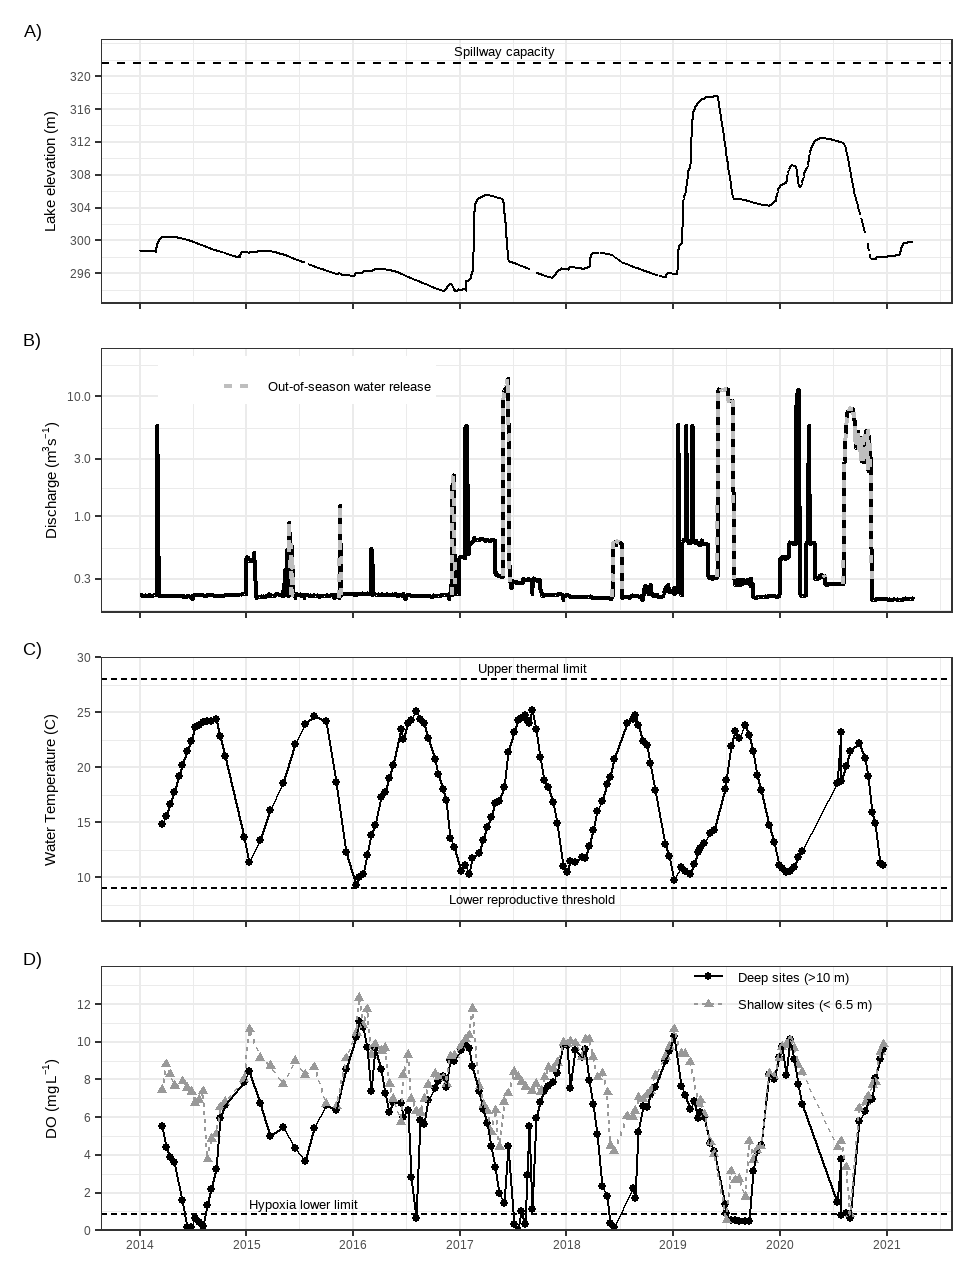 A)
Spillway capacity
320
316
312
308
304
300
296
Lake elevation (m)
B)
Out-of-season water release
10.0
3.0
1.0
0.3
Discharge (m³s⁻¹)
C)
Upper thermal limit
30
25
20
15
10
Water Temperature (C)
Lower reproductive threshold
D)
Deep sites (>10 m)
Shallow sites (< 6.5 m)
12
10
8
6
4
2
0
DO (mg L⁻¹)
Hypoxia lower limit
2014 2015 2016 2017 2018 2019 2020 2021